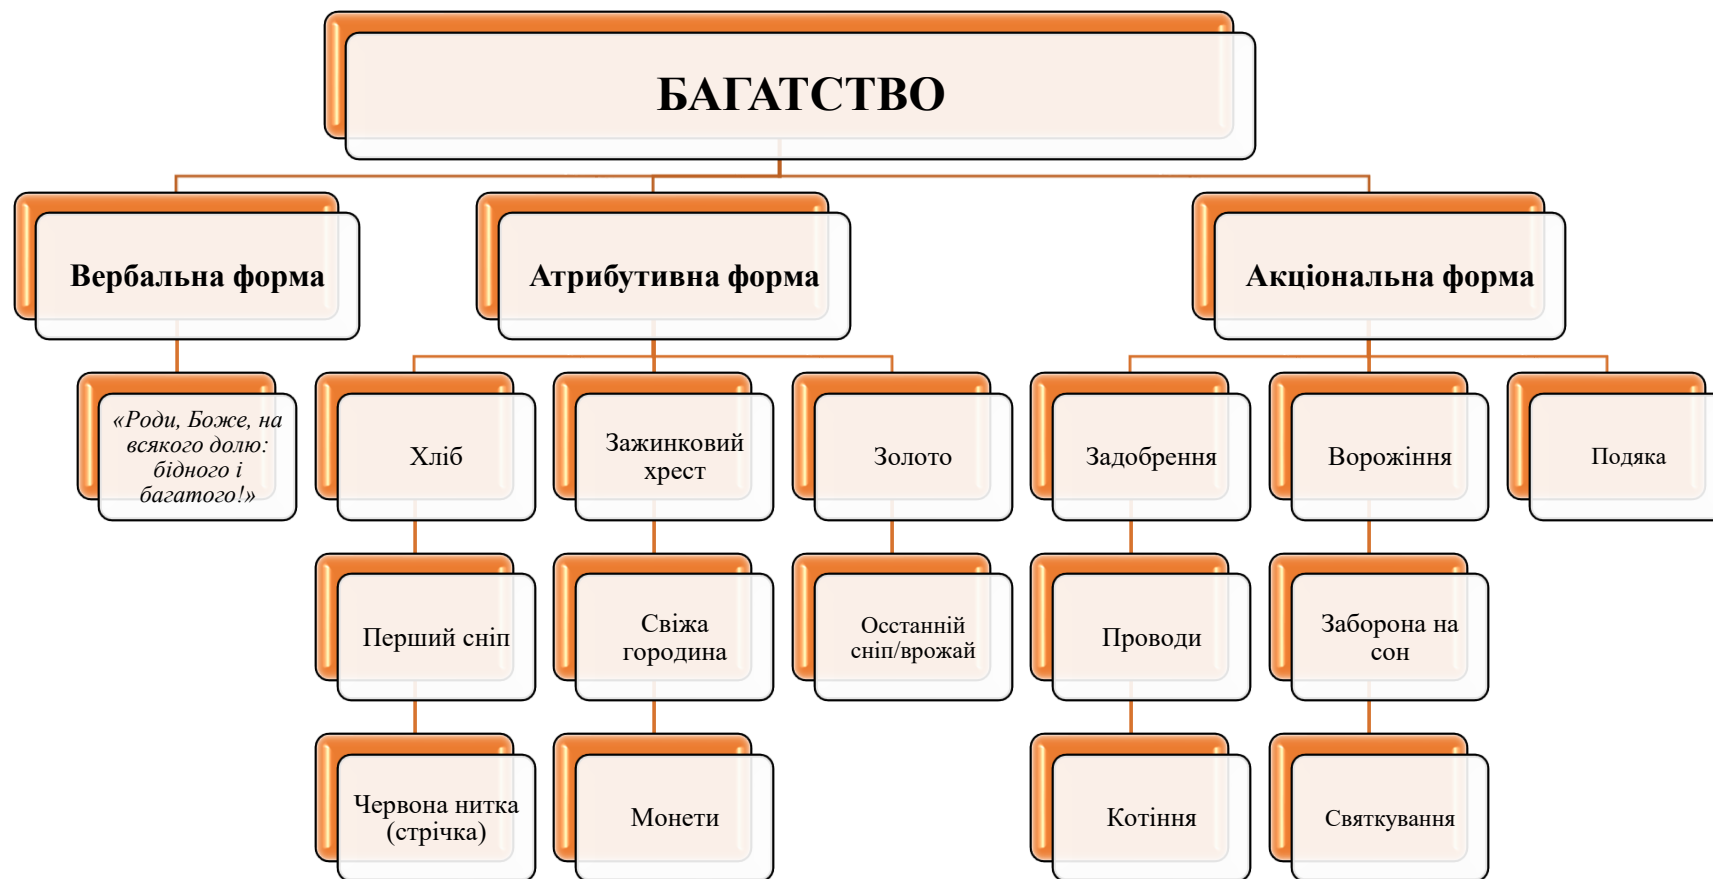 БАГАТСТВО
Вербальна форма
Атрибутивна форма
Акціональна форма
«Роди, Боже, на
всякого долю:
бідного і
багатого!»
Хліб
Зажинковий
хрест
Золото
Задобрення
Ворожіння
Подяка
Перший сніп
Свіжа
городина
Осстанній
сніп/врожай
Проводи
Заборона на
сон
Червона нитка
(стрічка)
Монети
Котіння
Святкування